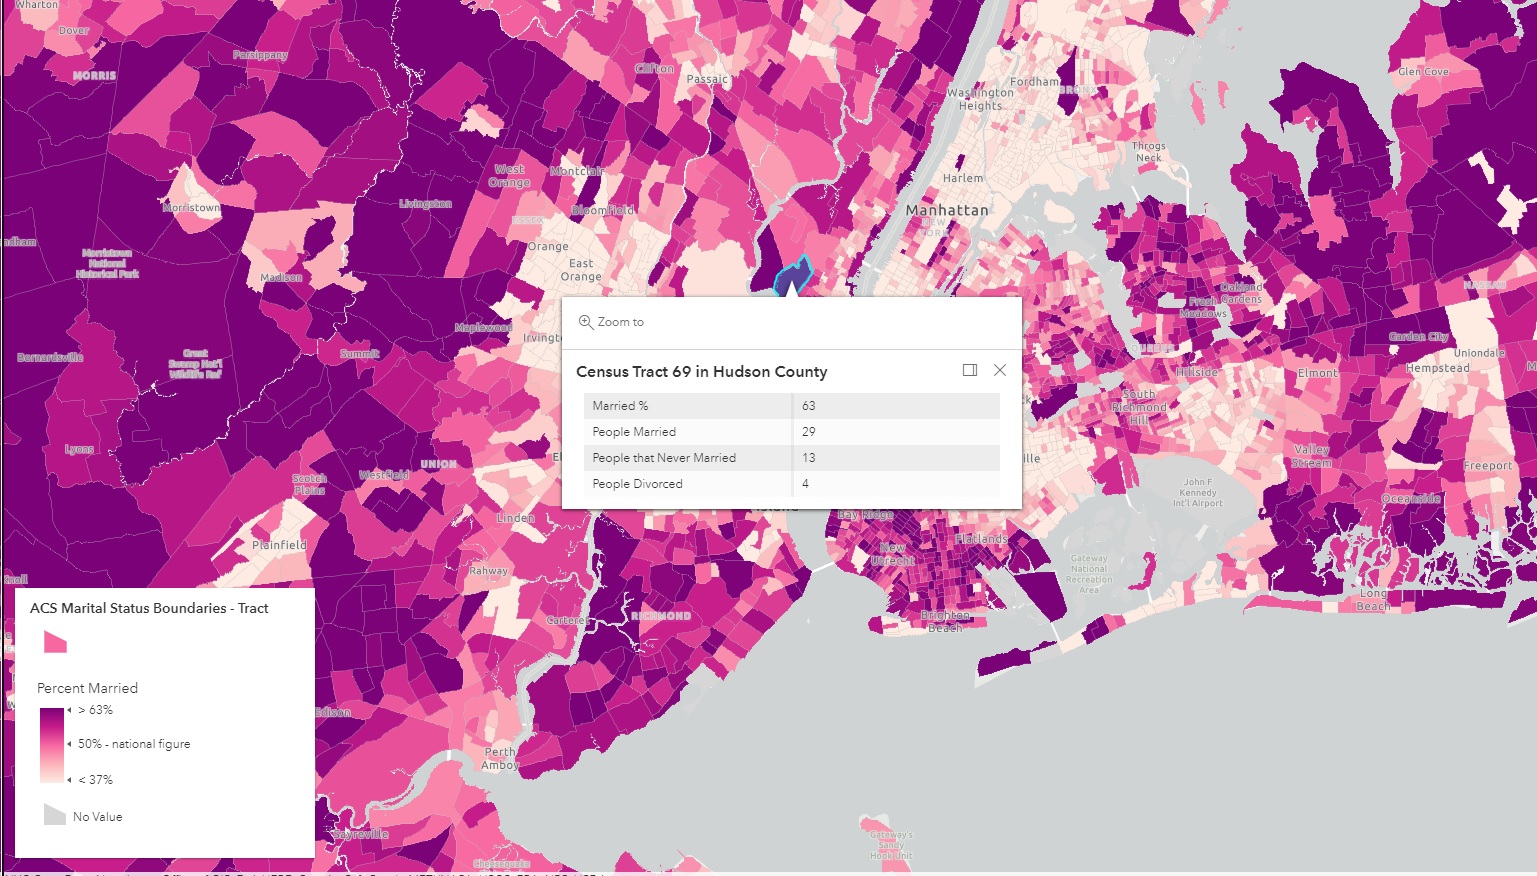 Wharton
Dover
Parsippany
MORRIS
Clifton
Passaic
Fordham
BRONX
Glen Cove
Washington
Heights
Throgs
Neck
West
Orange
Montclair
Harlem
Morristown
Livingston
Bloomfield
Manhattan
NEW
YORK
ESSEX
Orange
East
Orange
Morristown
National
Historical Park
Madison
Oakland
Gardens
Fresh
Meadows
NASSAU
Maplewood
Garden City
Uniondale
Hempstead
QUEENS
Hillside
Elmont
Bernardsville
Great
Swamp Nat'l
Wildlife Ref
Summit
South
Richmond
Hill
Zoom to
Census Tract 69 in Hudson County
Married % 63
People Married 29
People that Never Married 13
People Divorced 4
Lyons
UNION
Westfield
Scotch
Plains
Valley
Stream
Freeport
John F
Kennedy
Int'l Airport
Oceanside
Linden
Bay Ridge
Plainfield
New
Utrecht
Flatlands
Rahway
Gateway
National
Recreation
Area
Long
Beach
Carteret
RICHMOND
Brighton
Beach
ACS Marital Status Boundaries - Tract
Percent Married
> 63%
50% - national figure
< 37%
No Value
Edison
Perth
Amboy
Sayreville
Cheesequake
Gateway's
Sandy
Hook Unit